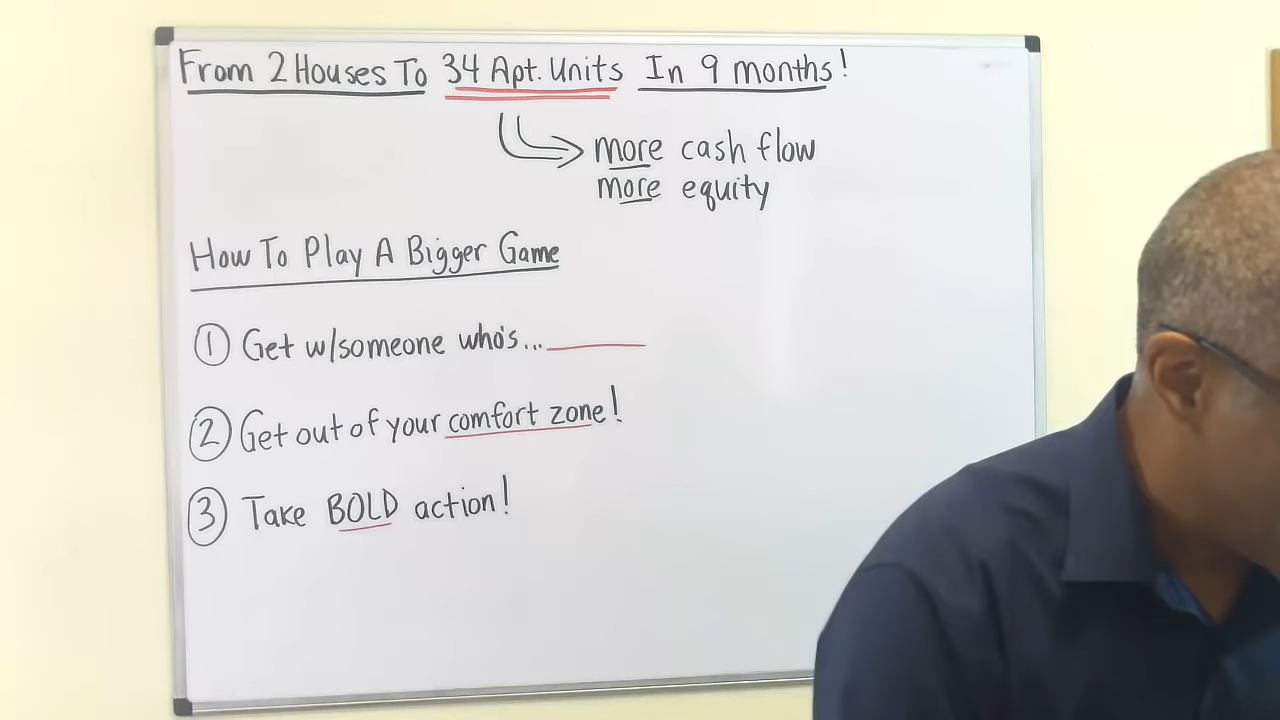 From 2 Houses To 34 Apt. Units In 9 months!
more cash flow
more equity
How To Play A Bigger Game
1 Get w/someone who's... ______
2 Get out of your comfort zone!
3 Take BOLD action!